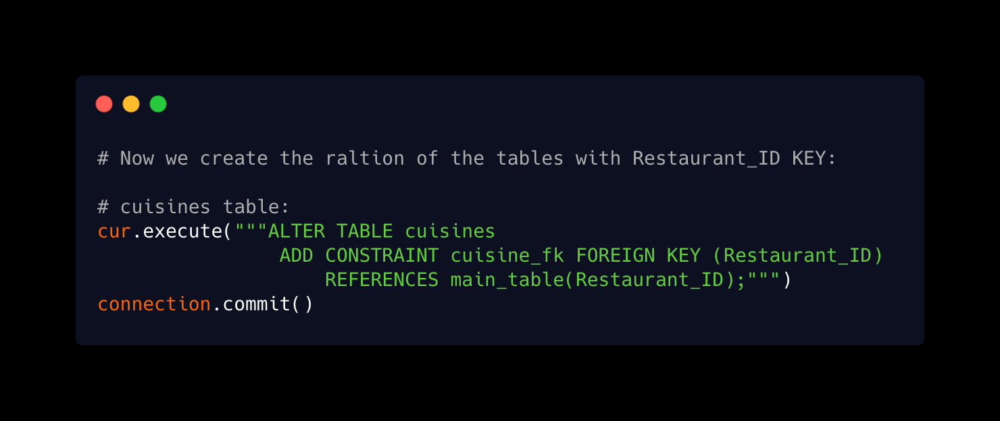 # Now we create the raltion of the tables with Restaurant_ID KEY:
# cuisines table:
cur.execute("""ALTER TABLE cuisines
ADD CONSTRAINT cuisine_fk FOREIGN KEY (Restaurant_ID)
REFERENCES main_table(Restaurant_ID);""")
connection.commit()